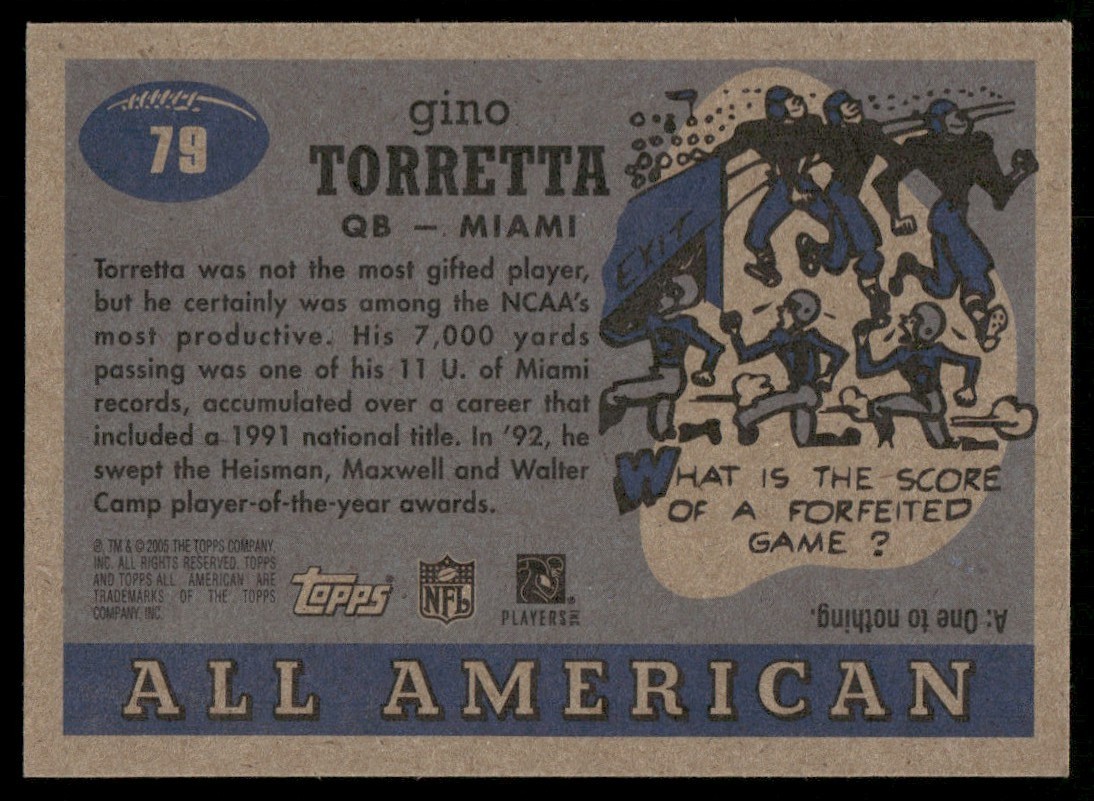 79
gino
TORRETTA
QB – MIAMI
Torretta was not the most gifted player,
but he certainly was among the NCAA's
most productive. His 7,000 yards
passing was one of his 11 U. of Miami
records, accumulated over a career that
included a 1991 national title. In '92, he
swept the Heisman, Maxwell and Walter
Camp player-of-the-year awards.
EXIT
WHAT IS THE SCORE
OF A FORFEITED
GAME?
A: One to nothing.
®, TM & © 2005 THE TOPPS COMPANY,
INC. ALL RIGHTS RESERVED. TOPPS
AND TOPPS ALL AMERICAN ARE
TRADEMARKS OF THE TOPPS
COMPANY, INC.
topps®
NFL
PLAYERS INC
ALL AMERICAN